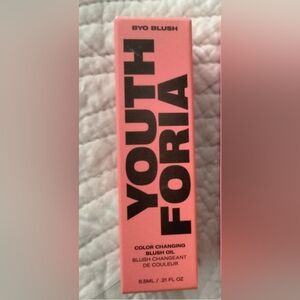 BYO BLUSH
YOUTH
FORIA
COLOR CHANGING
BLUSH OIL
BLUSH CHANGEANT
DE COULEUR
6.5ML / .21 FL OZ